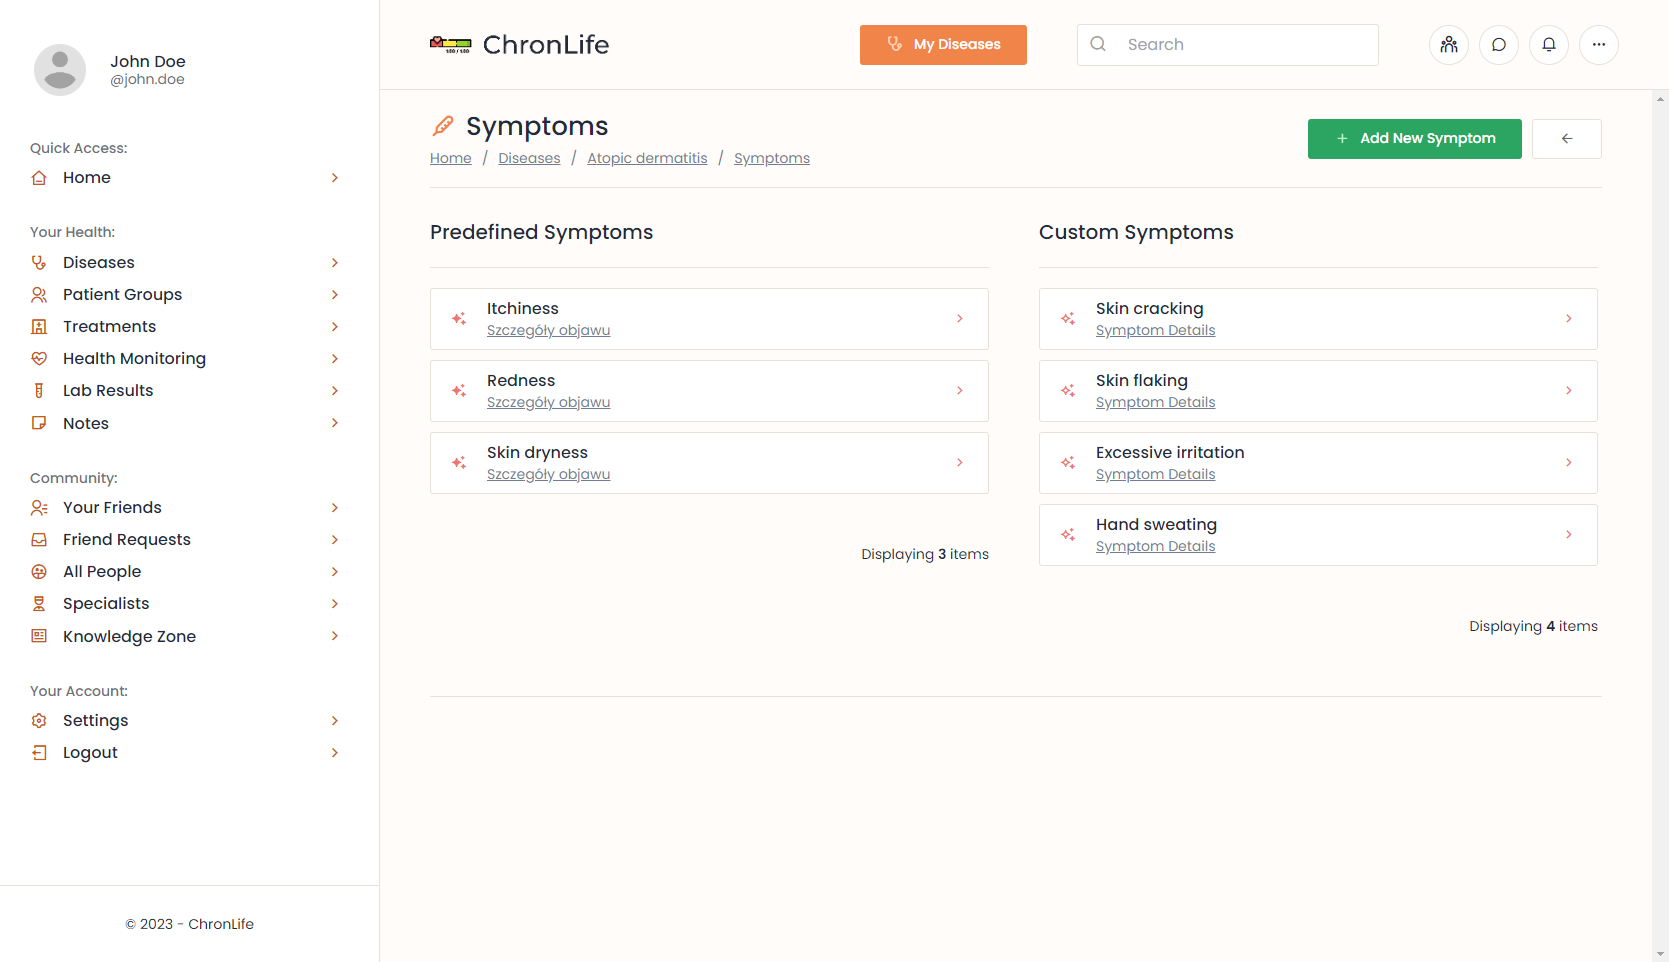 John Doe
@john.doe
Quick Access:
Home
Your Health:
Diseases
Patient Groups
Treatments
Health Monitoring
Lab Results
Notes
Community:
Your Friends
Friend Requests
All People
Specialists
Knowledge Zone
Your Account:
Settings
Logout
© 2023 - ChronLife
ChronLife
My Diseases
Search
Symptoms
Home / Diseases / Atopic dermatitis / Symptoms
+ Add New Symptom
Predefined Symptoms
Itchiness
Szczegóły objawu
Redness
Szczegóły objawu
Skin dryness
Szczegóły objawu
Displaying 3 items
Custom Symptoms
Skin cracking
Symptom Details
Skin flaking
Symptom Details
Excessive irritation
Symptom Details
Hand sweating
Symptom Details
Displaying 4 items